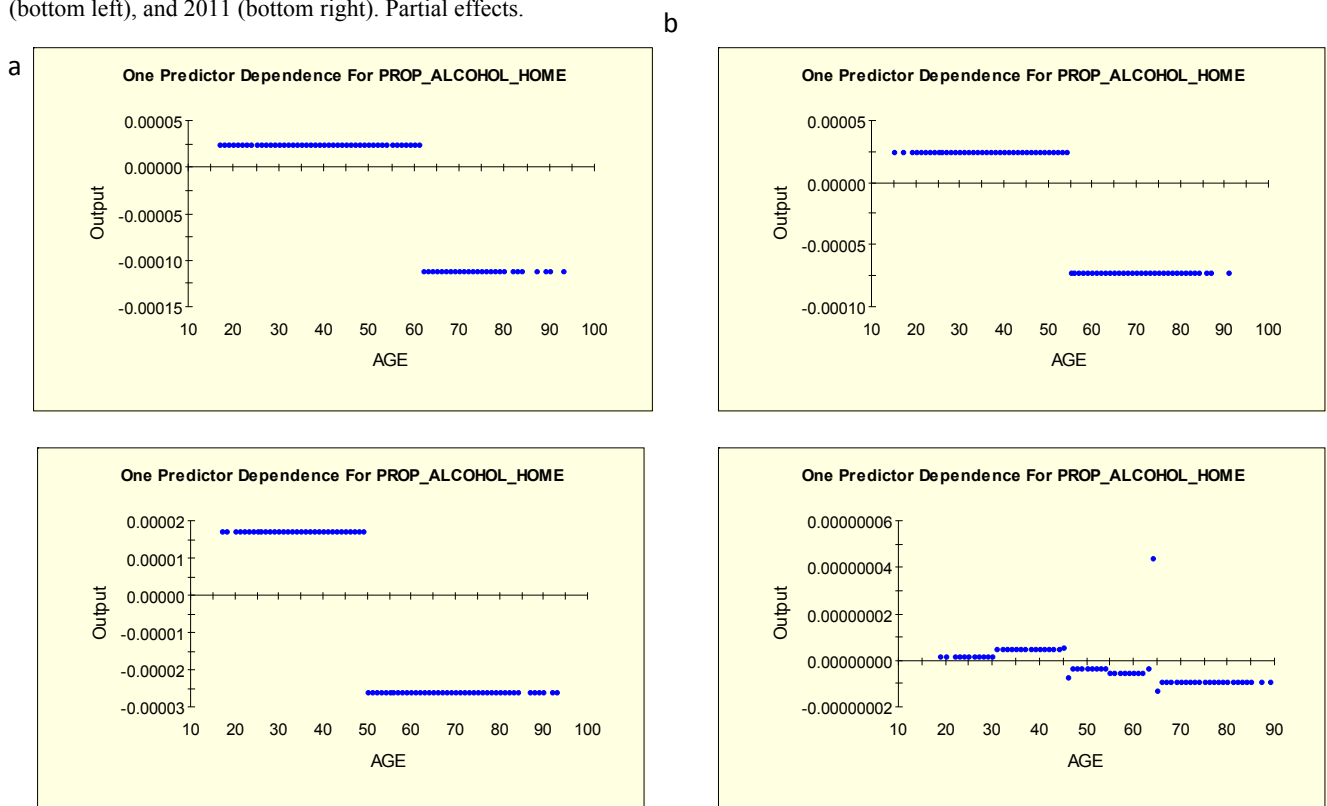 (bottom left), and 2011 (bottom right). Partial effects.
a
b
One Predictor Dependence For PROP_ALCOHOL_HOME
0.00005
0.00000
-0.00005
-0.00010
-0.00015
Output
10 20 30 40 50 60 70 80 90 100
AGE
One Predictor Dependence For PROP_ALCOHOL_HOME
0.00005
0.00000
-0.00005
-0.00010
Output
10 20 30 40 50 60 70 80 90 100
AGE
One Predictor Dependence For PROP_ALCOHOL_HOME
0.00002
0.00001
0.00000
-0.00001
-0.00002
-0.00003
Output
10 20 30 40 50 60 70 80 90 100
AGE
One Predictor Dependence For PROP_ALCOHOL_HOME
0.00000006
0.00000004
0.00000002
0.00000000
-0.00000002
Output
10 20 30 40 50 60 70 80 90
AGE